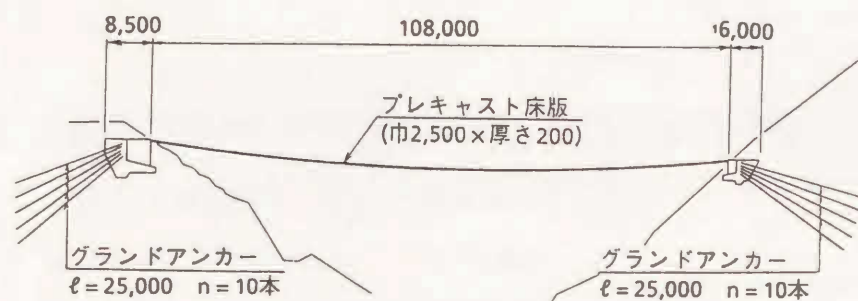 8,500
108,000
6,000
プレキャスト床版
(巾2,500×厚さ200)
グランドアンカー
ℓ=25,000 n=10本
グランドアンカー
ℓ=25,000 n=10本